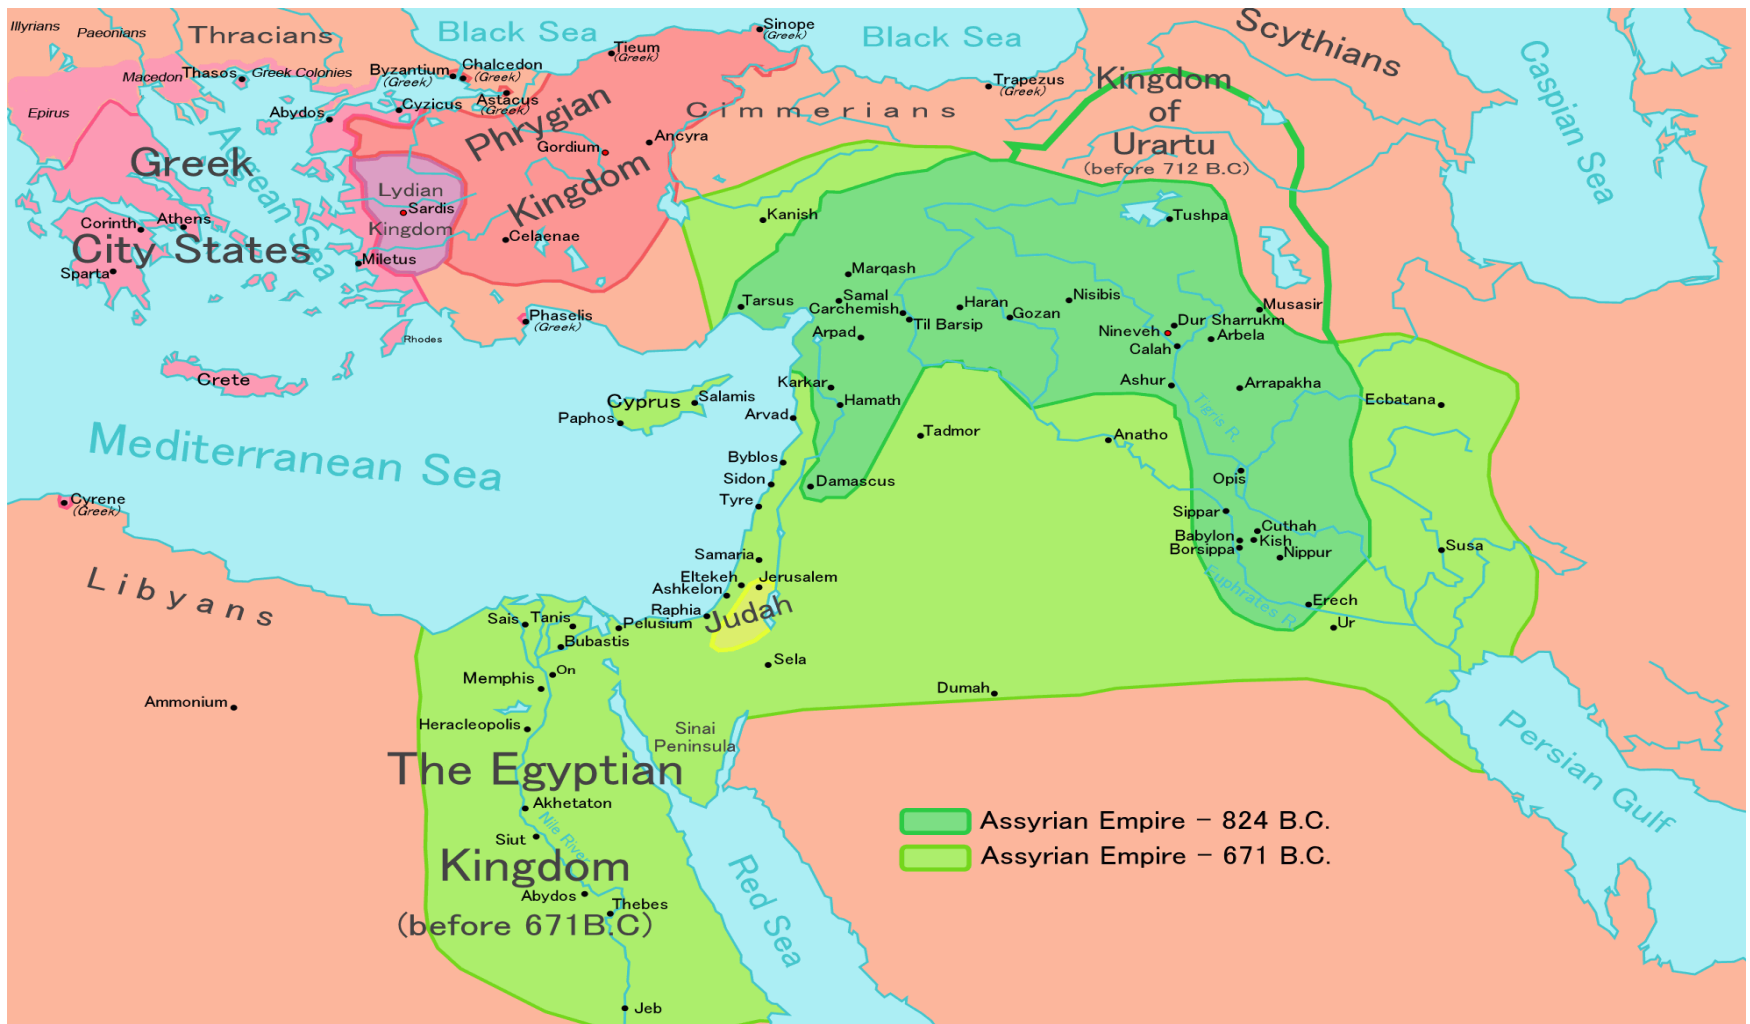 Illyrians
Paeonians
Thracians
Black Sea
Sinope
(Greek)
Black Sea
Scythians
Caspian Sea
Tieum
(Greek)
Macedon
Thasos
Greek Colonies
Byzantium
(Greek)
Chalcedon
(Greek)
Trapezus
(Greek)
Kingdom
of
Urartu
(before 712 B.C)
Epirus
Abydos
Cyzicus
Astacus
(Greek)
Phrygian
Kingdom
Cimmerians
Gordium
Ancyra
Greek
City States
Aegean Sea
Lydian
Kingdom
Sardis
Celaenae
Miletus
Corinth
Athens
Sparta
Kanish
Tushpa
Marqash
Tarsus
Samal
Carchemish
Til Barsip
Haran
Gozan
Nisibis
Musasir
Dur Sharrukm
Nineveh
Arbela
Calah
Arpad
Phaselis
(Greek)
Rhodes
Crete
Cyprus
Salamis
Paphos
Karkar
Hamath
Arvad
Ashur
Arrapakha
Ecbatana
Tigris R.
Tadmor
Anatho
Mediterranean Sea
Byblos
Sidon
Tyre
Damascus
Opis
Cyrene
(Greek)
Sippar
Cuthah
Babylon
Kish
Borsippa
Nippur
Susa
Samaria
Eltekeh
Jerusalem
Ashkelon
Raphia
Judah
Euphrates R.
Erech
Ur
Libyans
Sais
Tanis
Pelusium
Bubastis
On
Memphis
Sela
Dumah
Ammonium
Heracleopolis
Sinai
Peninsula
The Egyptian
Kingdom
(before 671B.C)
Persian Gulf
Akhetaton
Nile River
Siut
Abydos
Thebes
Red Sea
Jeb
Assyrian Empire - 824 B.C.
Assyrian Empire - 671 B.C.